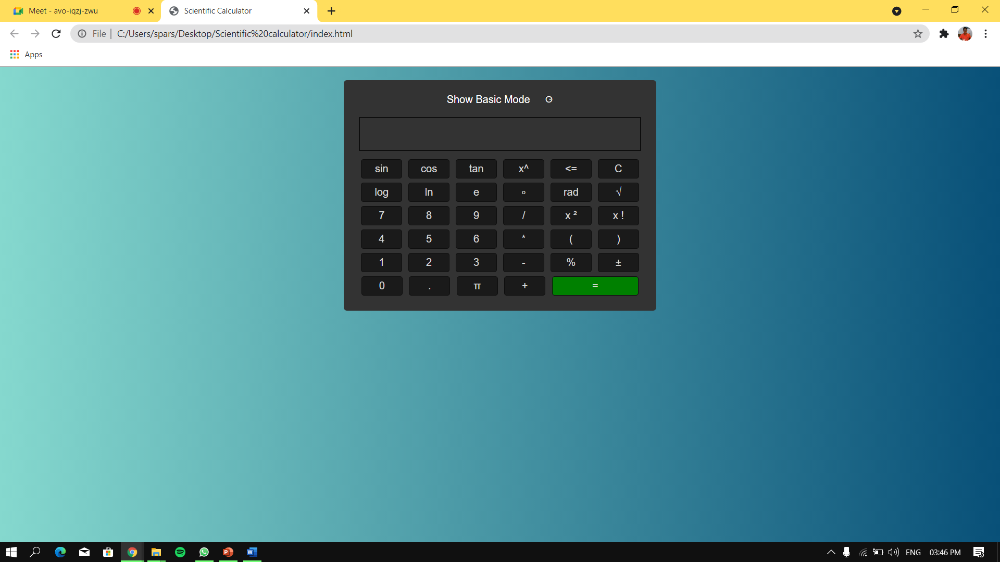 Meet - avo-iqzj-zwu
Scientific Calculator
File | C:/Users/spars/Desktop/Scientific%20calculator/index.html
Apps
Show Basic Mode
sin cos tan x^ <= C
log ln e ° rad √
7 8 9 / x ² x !
4 5 6 * ( )
1 2 3 - % ±
0 . π + =
ENG 03:46 PM